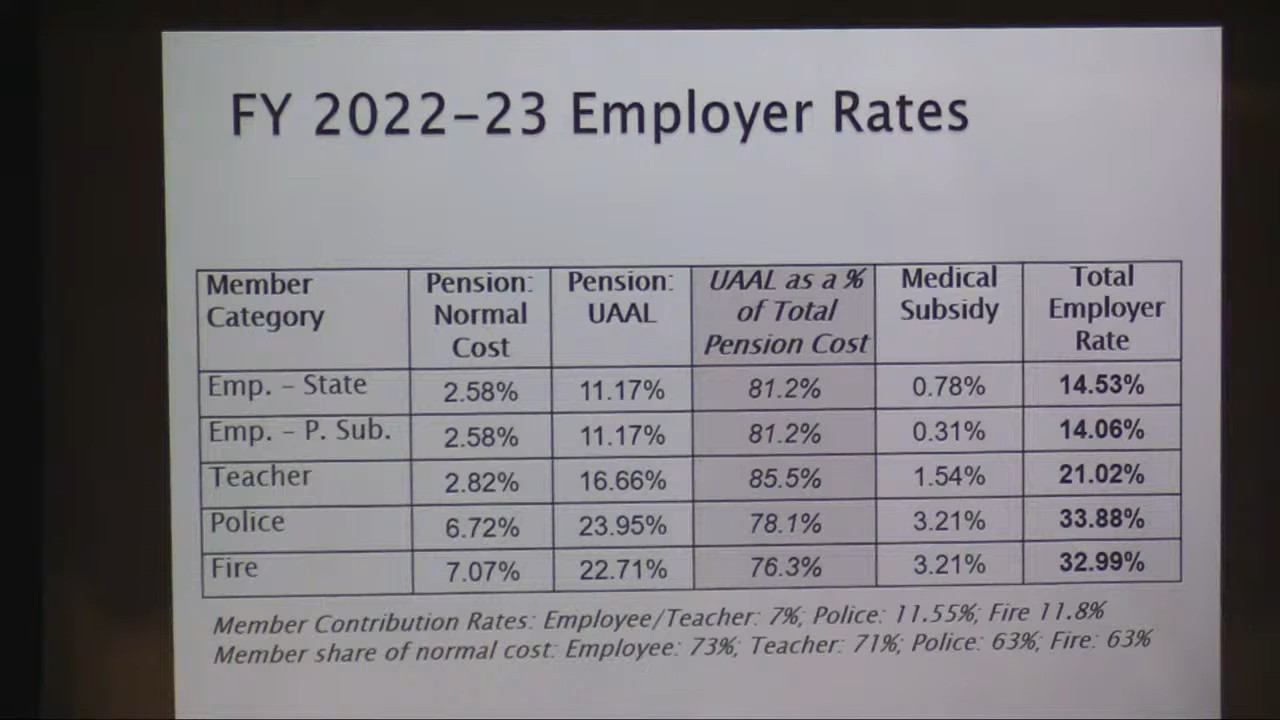 FY 2022-23 Employer Rates
Member Category | Pension: Normal Cost | Pension: UAAL | UAAL as a % of Total Pension Cost | Medical Subsidy | Total Employer Rate
Emp. - State | 2.58% | 11.17% | 81.2% | 0.78% | 14.53%
Emp. - P. Sub. | 2.58% | 11.17% | 81.2% | 0.31% | 14.06%
Teacher | 2.82% | 16.66% | 85.5% | 1.54% | 21.02%
Police | 6.72% | 23.95% | 78.1% | 3.21% | 33.88%
Fire | 7.07% | 22.71% | 76.3% | 3.21% | 32.99%
Member Contribution Rates: Employee/Teacher: 7%; Police: 11.55%; Fire 11.8%
Member share of normal cost: Employee: 73%; Teacher: 71%; Police: 63%; Fire: 63%